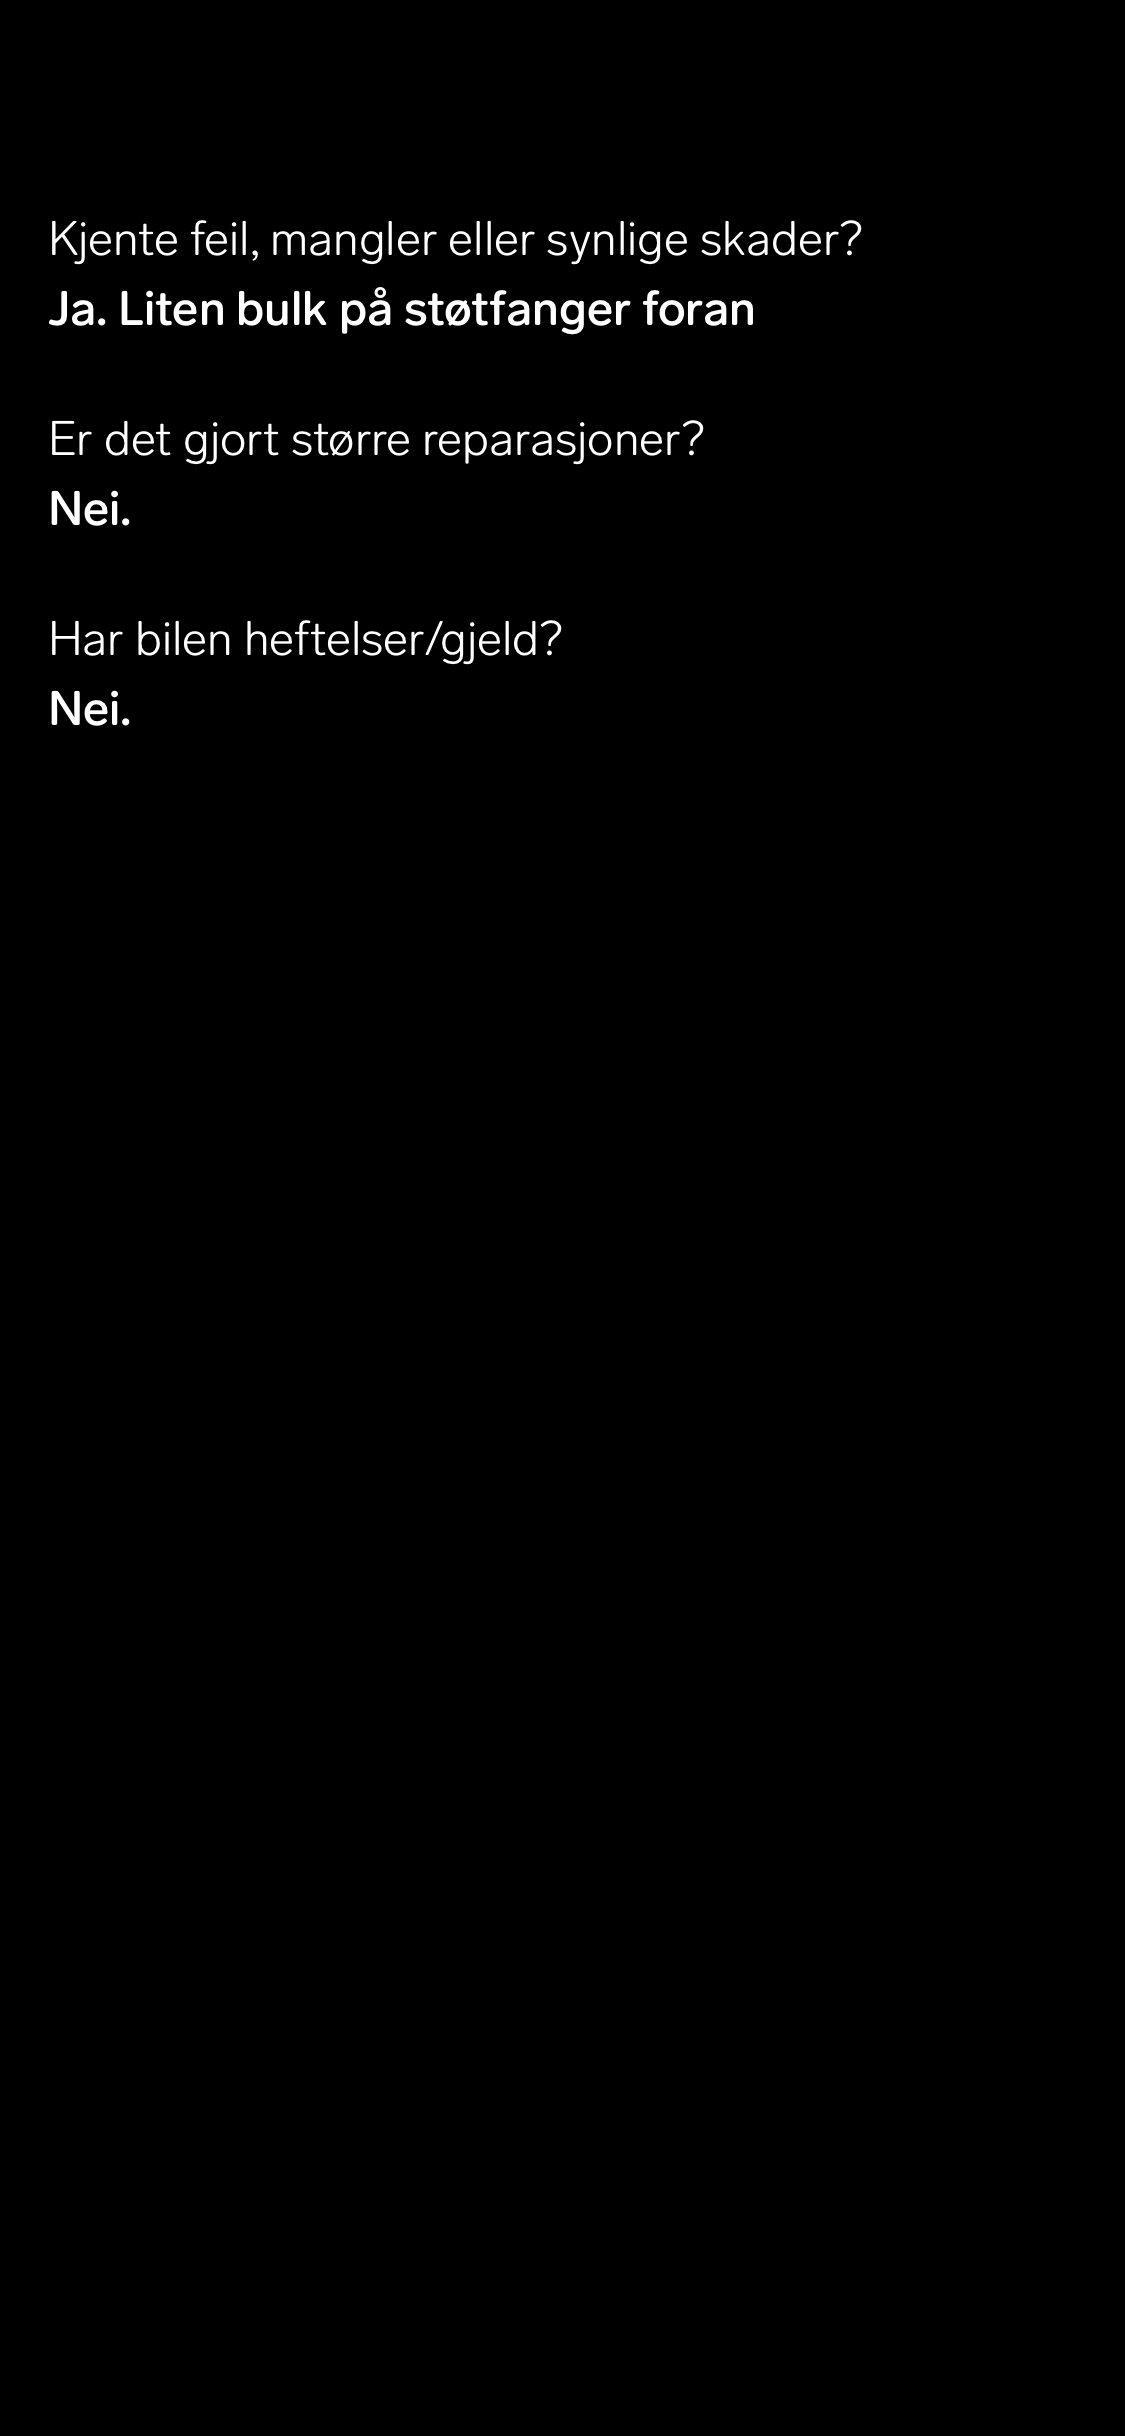 Kjente feil, mangler eller synlige skader?
Ja. Liten bulk på støtfanger foran
Er det gjort større reparasjoner?
Nei.
Har bilen heftelser/gjeld?
Nei.